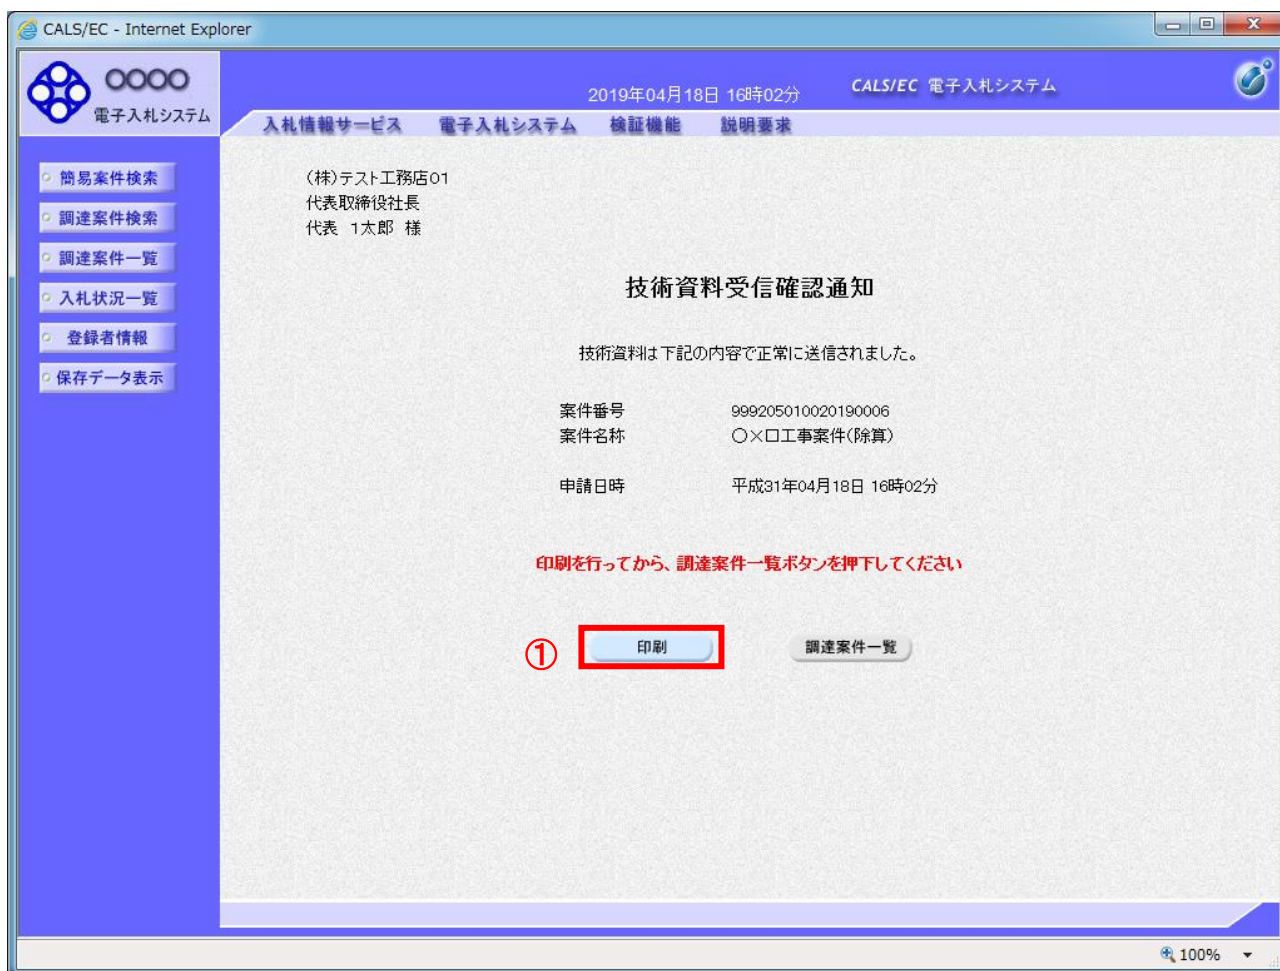 CALS/EC - Internet Explorer
○○○○
電子入札システム
2019年04月18日 16時02分
CALS/EC 電子入札システム
入札情報サービス 電子入札システム 検証機能 説明要求
簡易案件検索
調達案件検索
調達案件一覧
入札状況一覧
登録者情報
保存データ表示
(株)テスト工務店01
代表取締役社長
代表 1太郎 様
技術資料受信確認通知
技術資料は下記の内容で正常に送信されました。
案件番号 999205010020190006
案件名称 ○×口工事案件(除算)
申請日時 平成31年04月18日 16時02分
印刷を行ってから、調達案件一覧ボタンを押下してください
① 印刷 調達案件一覧
100%